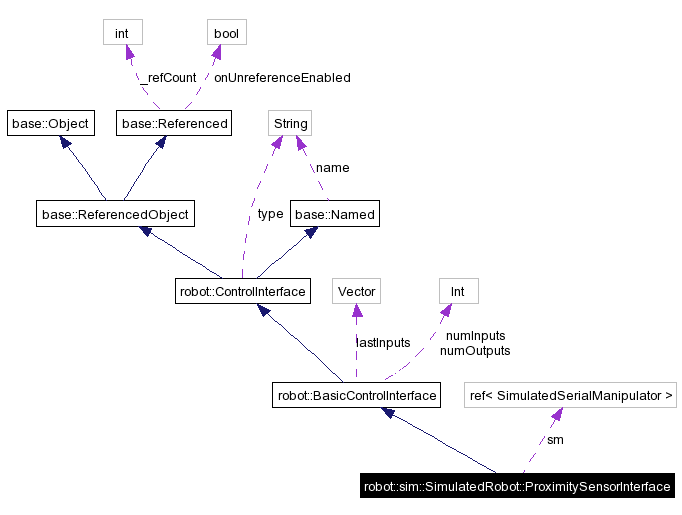 int
bool
_refCount
onUnreferenceEnabled
base::Object
base::Referenced
String
name
base::ReferencedObject
type
base::Named
robot::ControlInterface
Vector
Int
lastInputs
numInputs
numOutputs
robot::BasicControlInterface
ref< SimulatedSerialManipulator >
sm
robot::sim::SimulatedRobot::ProximitySensorInterface